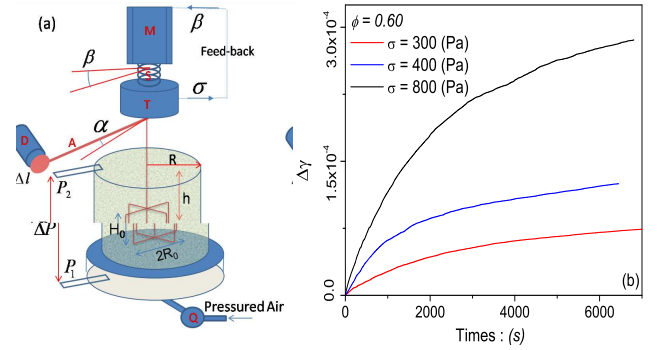 (a)
β
M
Feed-back
β
S
σ
T
D
A
α
R
Δl
P₂
h
ΔP
H₀
2R₀
P₁
Pressured Air
Q
3.0x10⁻⁴
ϕ = 0.60
σ = 300 (Pa)
σ = 400 (Pa)
σ = 800 (Pa)
Δγ
1.5x10⁻⁴
0.0
(b)
0 2000 4000 6000
Times : (s)